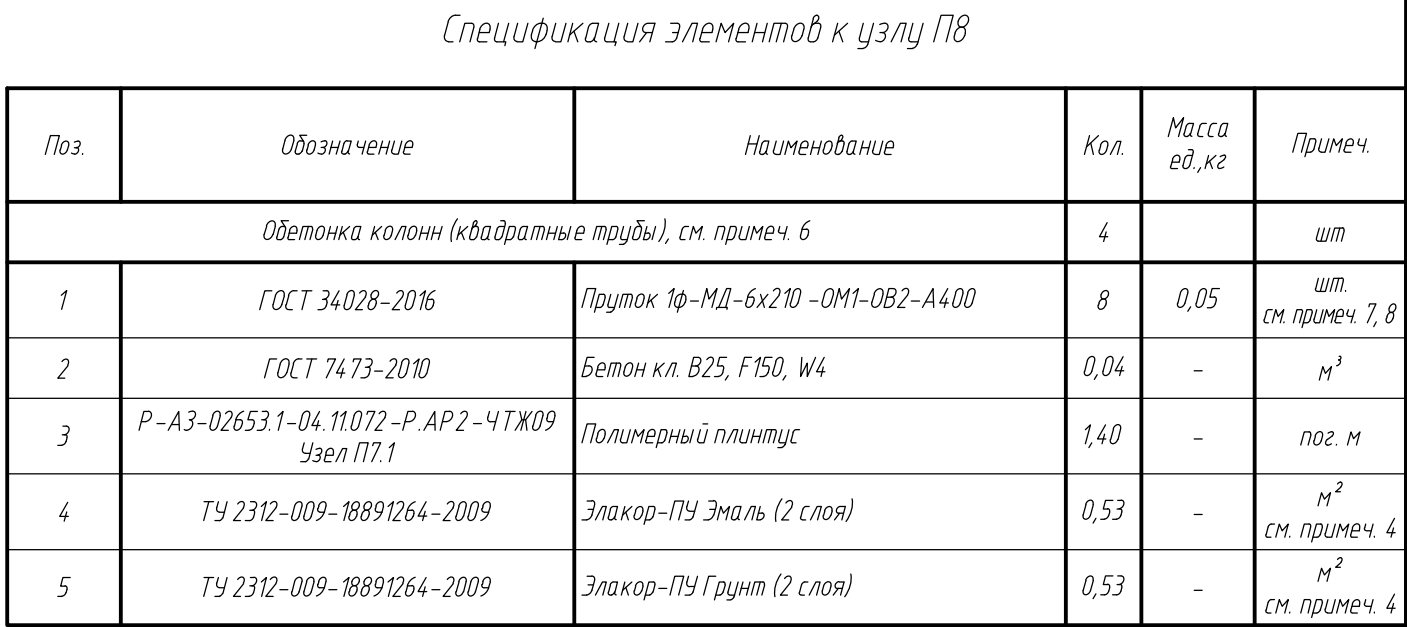 Спецификация элементов к узлу П8
Поз. Обозначение Наименование Кол. Масса ед.,кг Примеч.
Обетонка колонн (квадратные трубы), см. примеч. 6 4 шт
1 ГОСТ 34028-2016 Пруток 1ф-МД-6х210 -ОМ1-ОВ2-А400 8 0,05 шт. см. примеч. 7, 8
2 ГОСТ 7473-2010 Бетон кл. В25, F150, W4 0,04 - м³
3 Р-АЗ-02653.1-04.11.072-Р.АР2-ЧТЖ09 Узел П7.1 Полимерный плинтус 1,40 - пог. м
4 ТУ 2312-009-18891264-2009 Элакор-ПУ Эмаль (2 слоя) 0,53 - м² см. примеч. 4
5 ТУ 2312-009-18891264-2009 Элакор-ПУ Грунт (2 слоя) 0,53 - м² см. примеч. 4